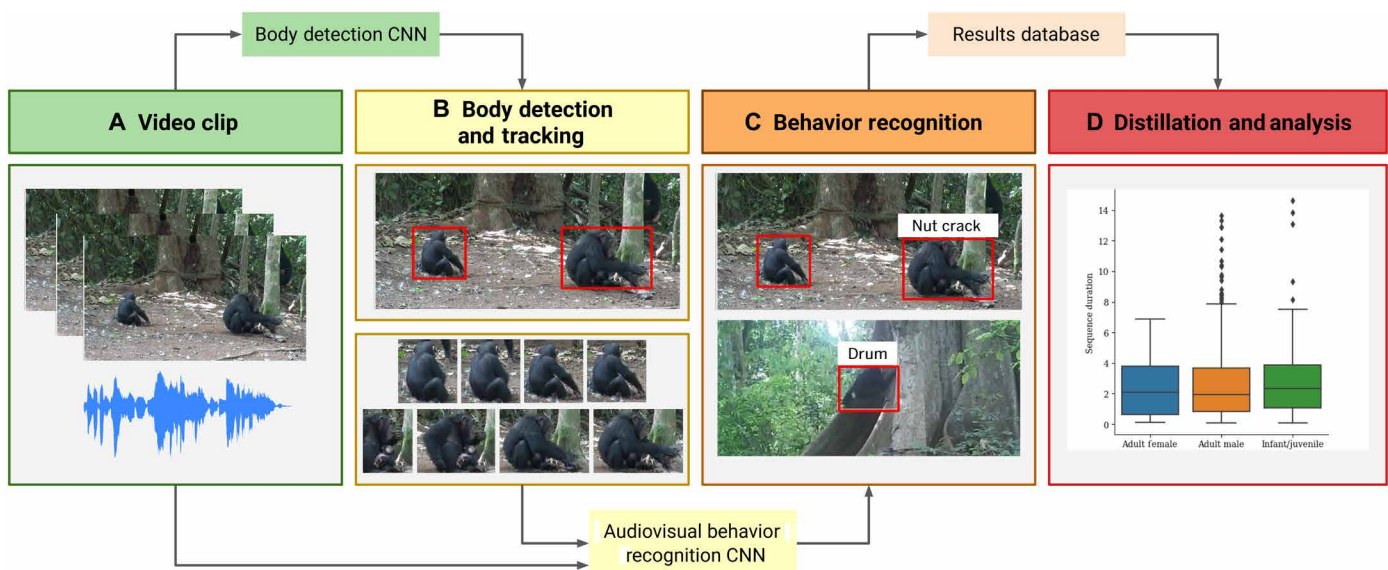 Body detection CNN
Results database
A Video clip
B Body detection
and tracking
C Behavior recognition
D Distillation and analysis
Nut crack
Drum
Sequence duration
14
12
10
8
6
4
2
0
Adult female
Adult male
Infant/juvenile
Audiovisual behavior
recognition CNN